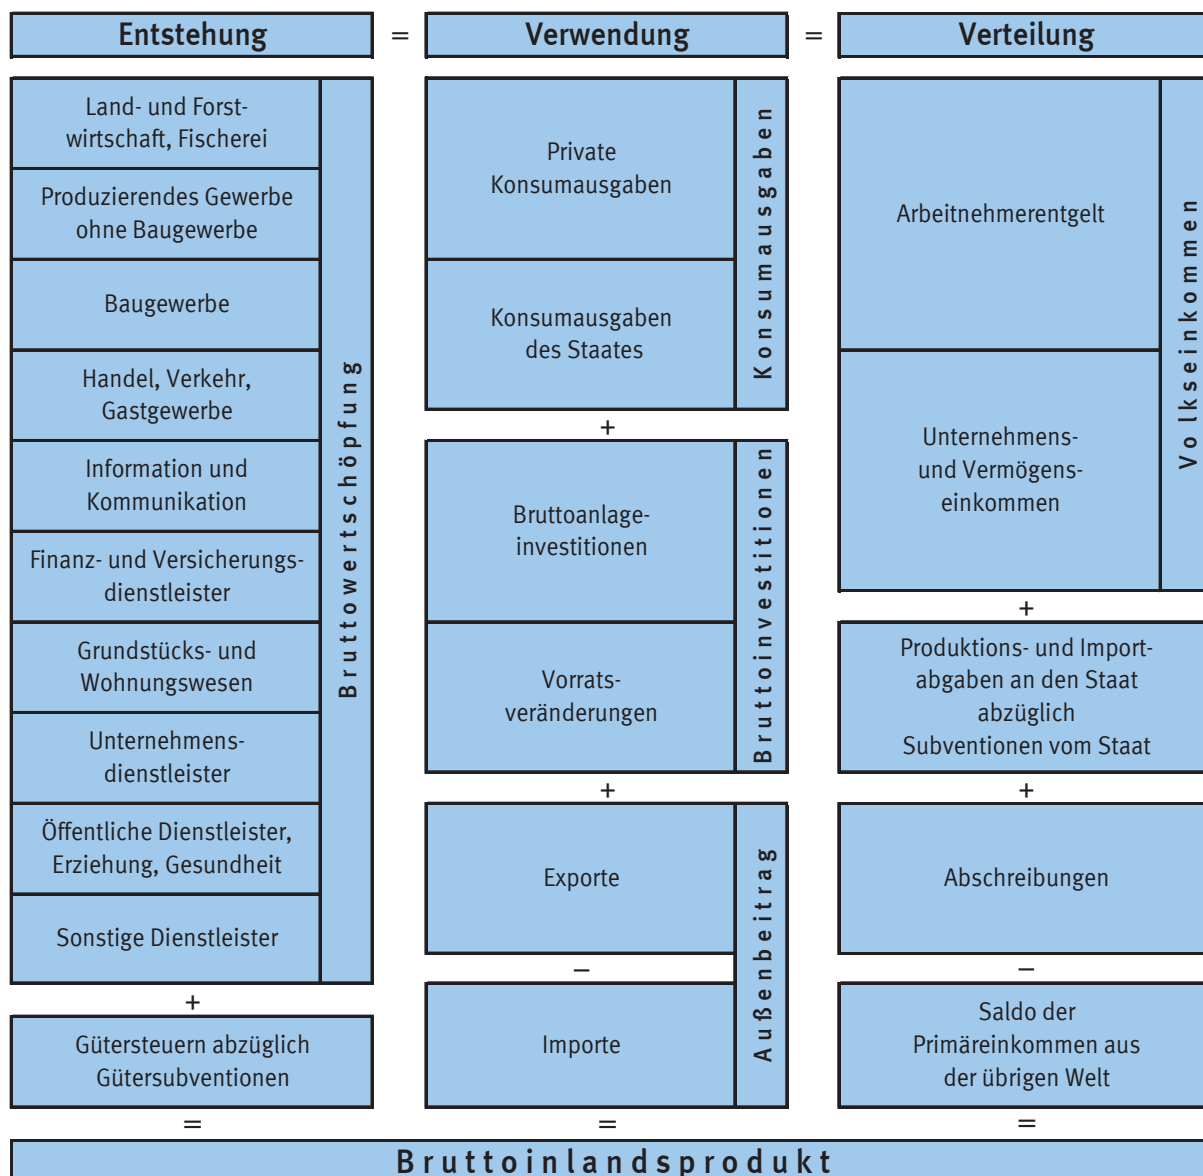 Entstehung
=
Verwendung
=
Verteilung
Land- und Forst-
wirtschaft, Fischerei
Produzierendes Gewerbe
ohne Baugewerbe
Baugewerbe
Handel, Verkehr,
Gastgewerbe
Information und
Kommunikation
Finanz- und Versicherungs-
dienstleister
Grundstücks- und
Wohnungswesen
Unternehmens-
dienstleister
Öffentliche Dienstleister,
Erziehung, Gesundheit
Sonstige Dienstleister
Bruttowertschöpfung
+
Gütersteuern abzüglich
Gütersubventionen
=
Private
Konsumausgaben
Konsumausgaben
des Staates
Konsumausgaben
+
Bruttoanlage-
investitionen
Vorrats-
veränderungen
Bruttoinvestitionen
+
Exporte
–
Importe
Außenbeitrag
=
Arbeitnehmerentgelt
Unternehmens-
und Vermögens-
einkommen
Volkseinkommen
+
Produktions- und Import-
abgaben an den Staat
abzüglich
Subventionen vom Staat
+
Abschreibungen
–
Saldo der
Primäreinkommen aus
der übrigen Welt
=
Bruttoinlandsprodukt